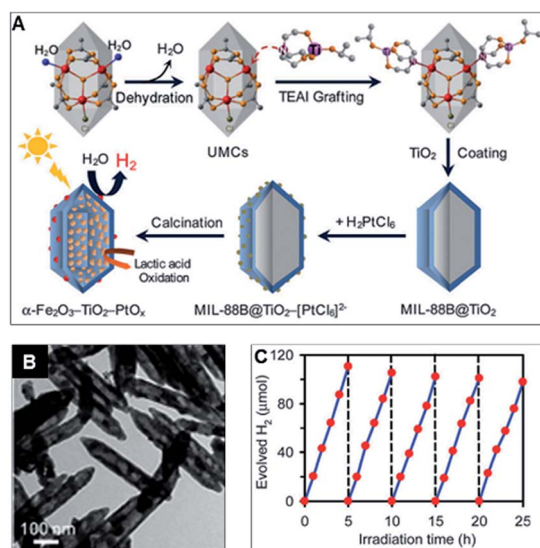 A
H₂O
H₂O
H₂O
Dehydration
UMCs
N
Ti
TEAI Grafting
TiO₂ Coating
H₂O
H₂
Lactic acid
Oxidation
Calcination
+ H₂PtCl₆
α-Fe₂O₃–TiO₂–PtOₓ
MIL-88B@TiO₂–[PtCl₆]²⁻
MIL-88B@TiO₂
B
100 nm
C
Evolved H₂ (μmol)
120
80
40
0
0 5 10 15 20 25
Irradiation time (h)